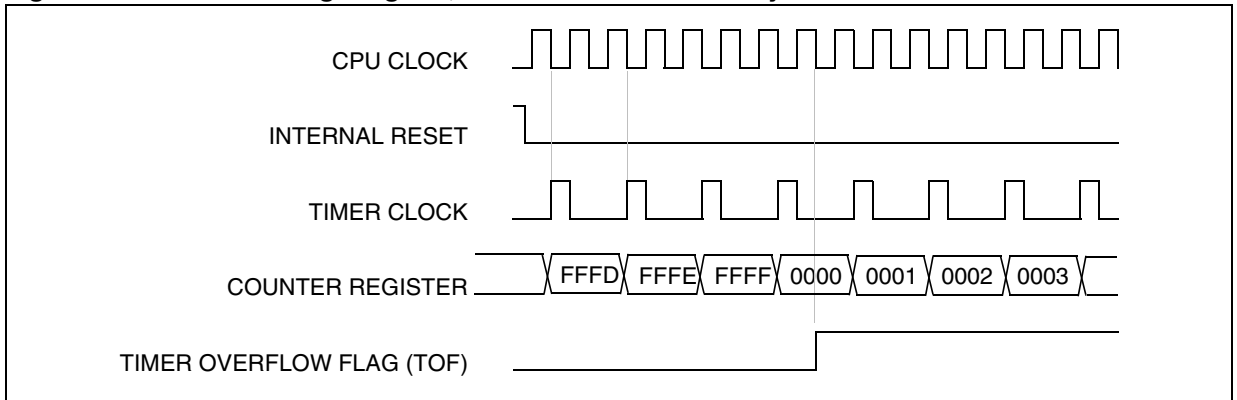 CPU CLOCK
INTERNAL RESET
TIMER CLOCK
FFFD FFFE FFFF 0000 0001 0002 0003
COUNTER REGISTER
TIMER OVERFLOW FLAG (TOF)